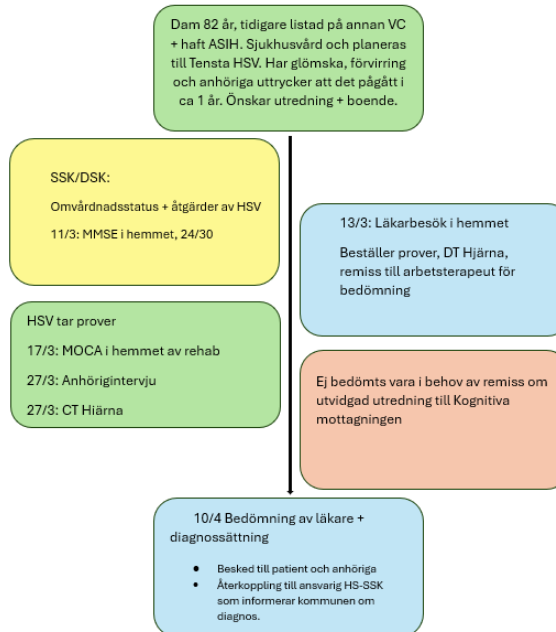 Dam 82 år, tidigare listad på annan VC
+ haft ASIH. Sjukhusvård och planeras
till Tensta HSV. Har glömska, förvirring
och anhöriga uttrycker att det pågått i
ca 1 år. Önskar utredning + boende.
SSK/DSK:
Omvårdnadsstatus + åtgärder av HSV
11/3: MMSE i hemmet, 24/30
13/3: Läkarbesök i hemmet
Beställer prover, DT Hjärna,
remiss till arbetsterapeut för
bedömning
HSV tar prover
17/3: MOCA i hemmet av rehab
27/3: Anhörigintervju
27/3: CT Hjärna
Ej bedömts vara i behov av remiss om
utvidgad utredning till Kognitiva
mottagningen
10/4 Bedömning av läkare +
diagnossättning
● Besked till patient och anhöriga
● Återkoppling till ansvarig HS-SSK
som informerar kommunen om
diagnos.